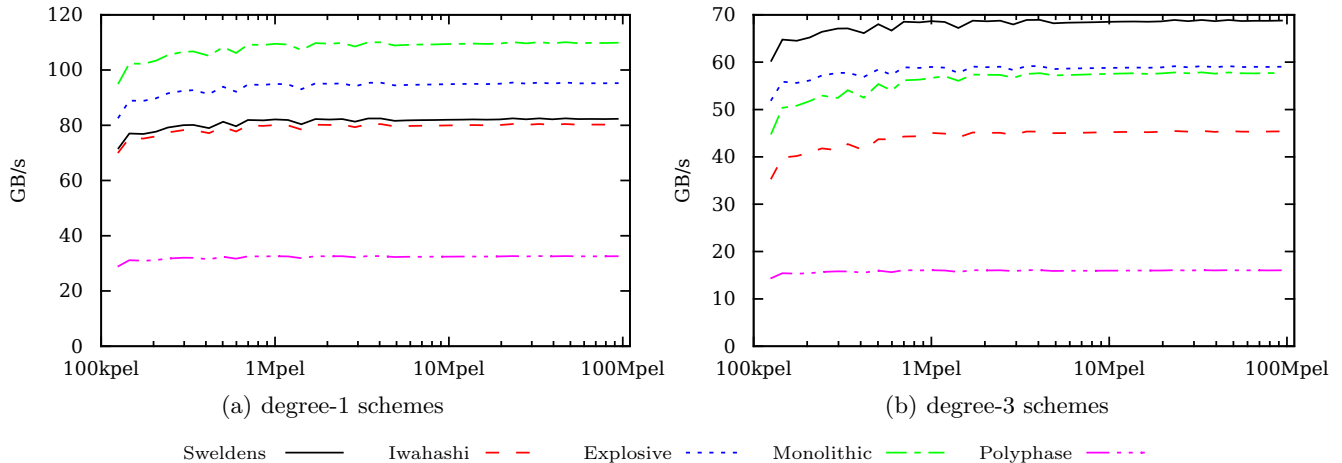 120
100
80
60
40
20
0
GB/s
100kpel
1Mpel
10Mpel
100Mpel
(a) degree-1 schemes
70
60
50
40
30
20
10
0
GB/s
100kpel
1Mpel
10Mpel
100Mpel
(b) degree-3 schemes
Sweldens Iwahashi Explosive Monolithic Polyphase